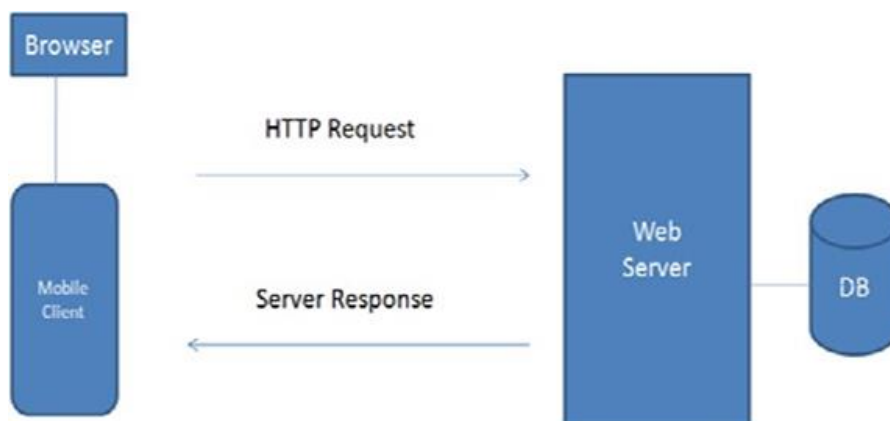 Browser
HTTP Request
Web
Server
Mobile
Client
Server Response
DB